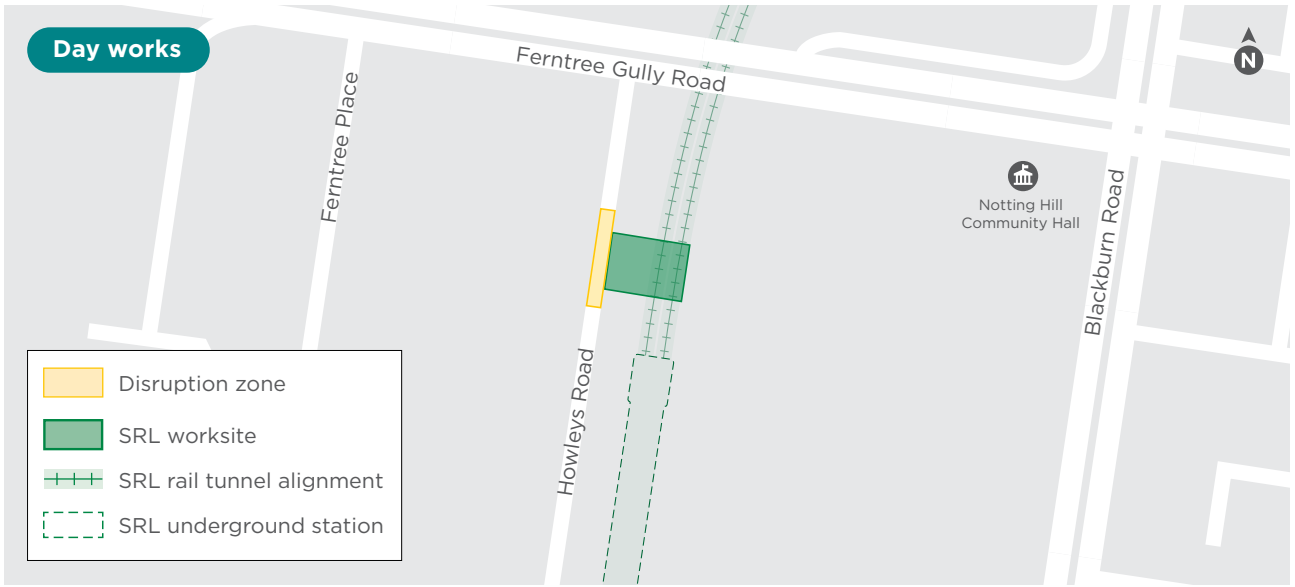 Day works
Ferntree Gully Road
N
Ferntree Place
Notting Hill
Community Hall
Blackburn Road
Howleys Road
Disruption zone
SRL worksite
SRL rail tunnel alignment
SRL underground station